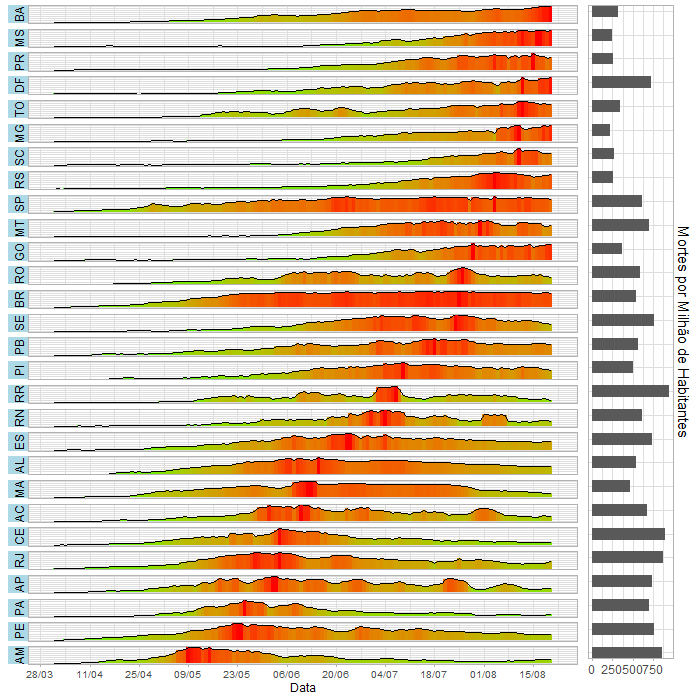 BA
MS
PR
DF
TO
MG
SC
RS
SP
MT
GO
RO
BR
SE
PB
PI
RR
RN
ES
AL
MA
AC
CE
RJ
AP
PA
PE
AM
28/03 11/04 25/04 09/05 23/05 06/06 20/06 04/07 18/07 01/08 15/08
Data
0 250500750
Mortes por Milhão de Habitantes